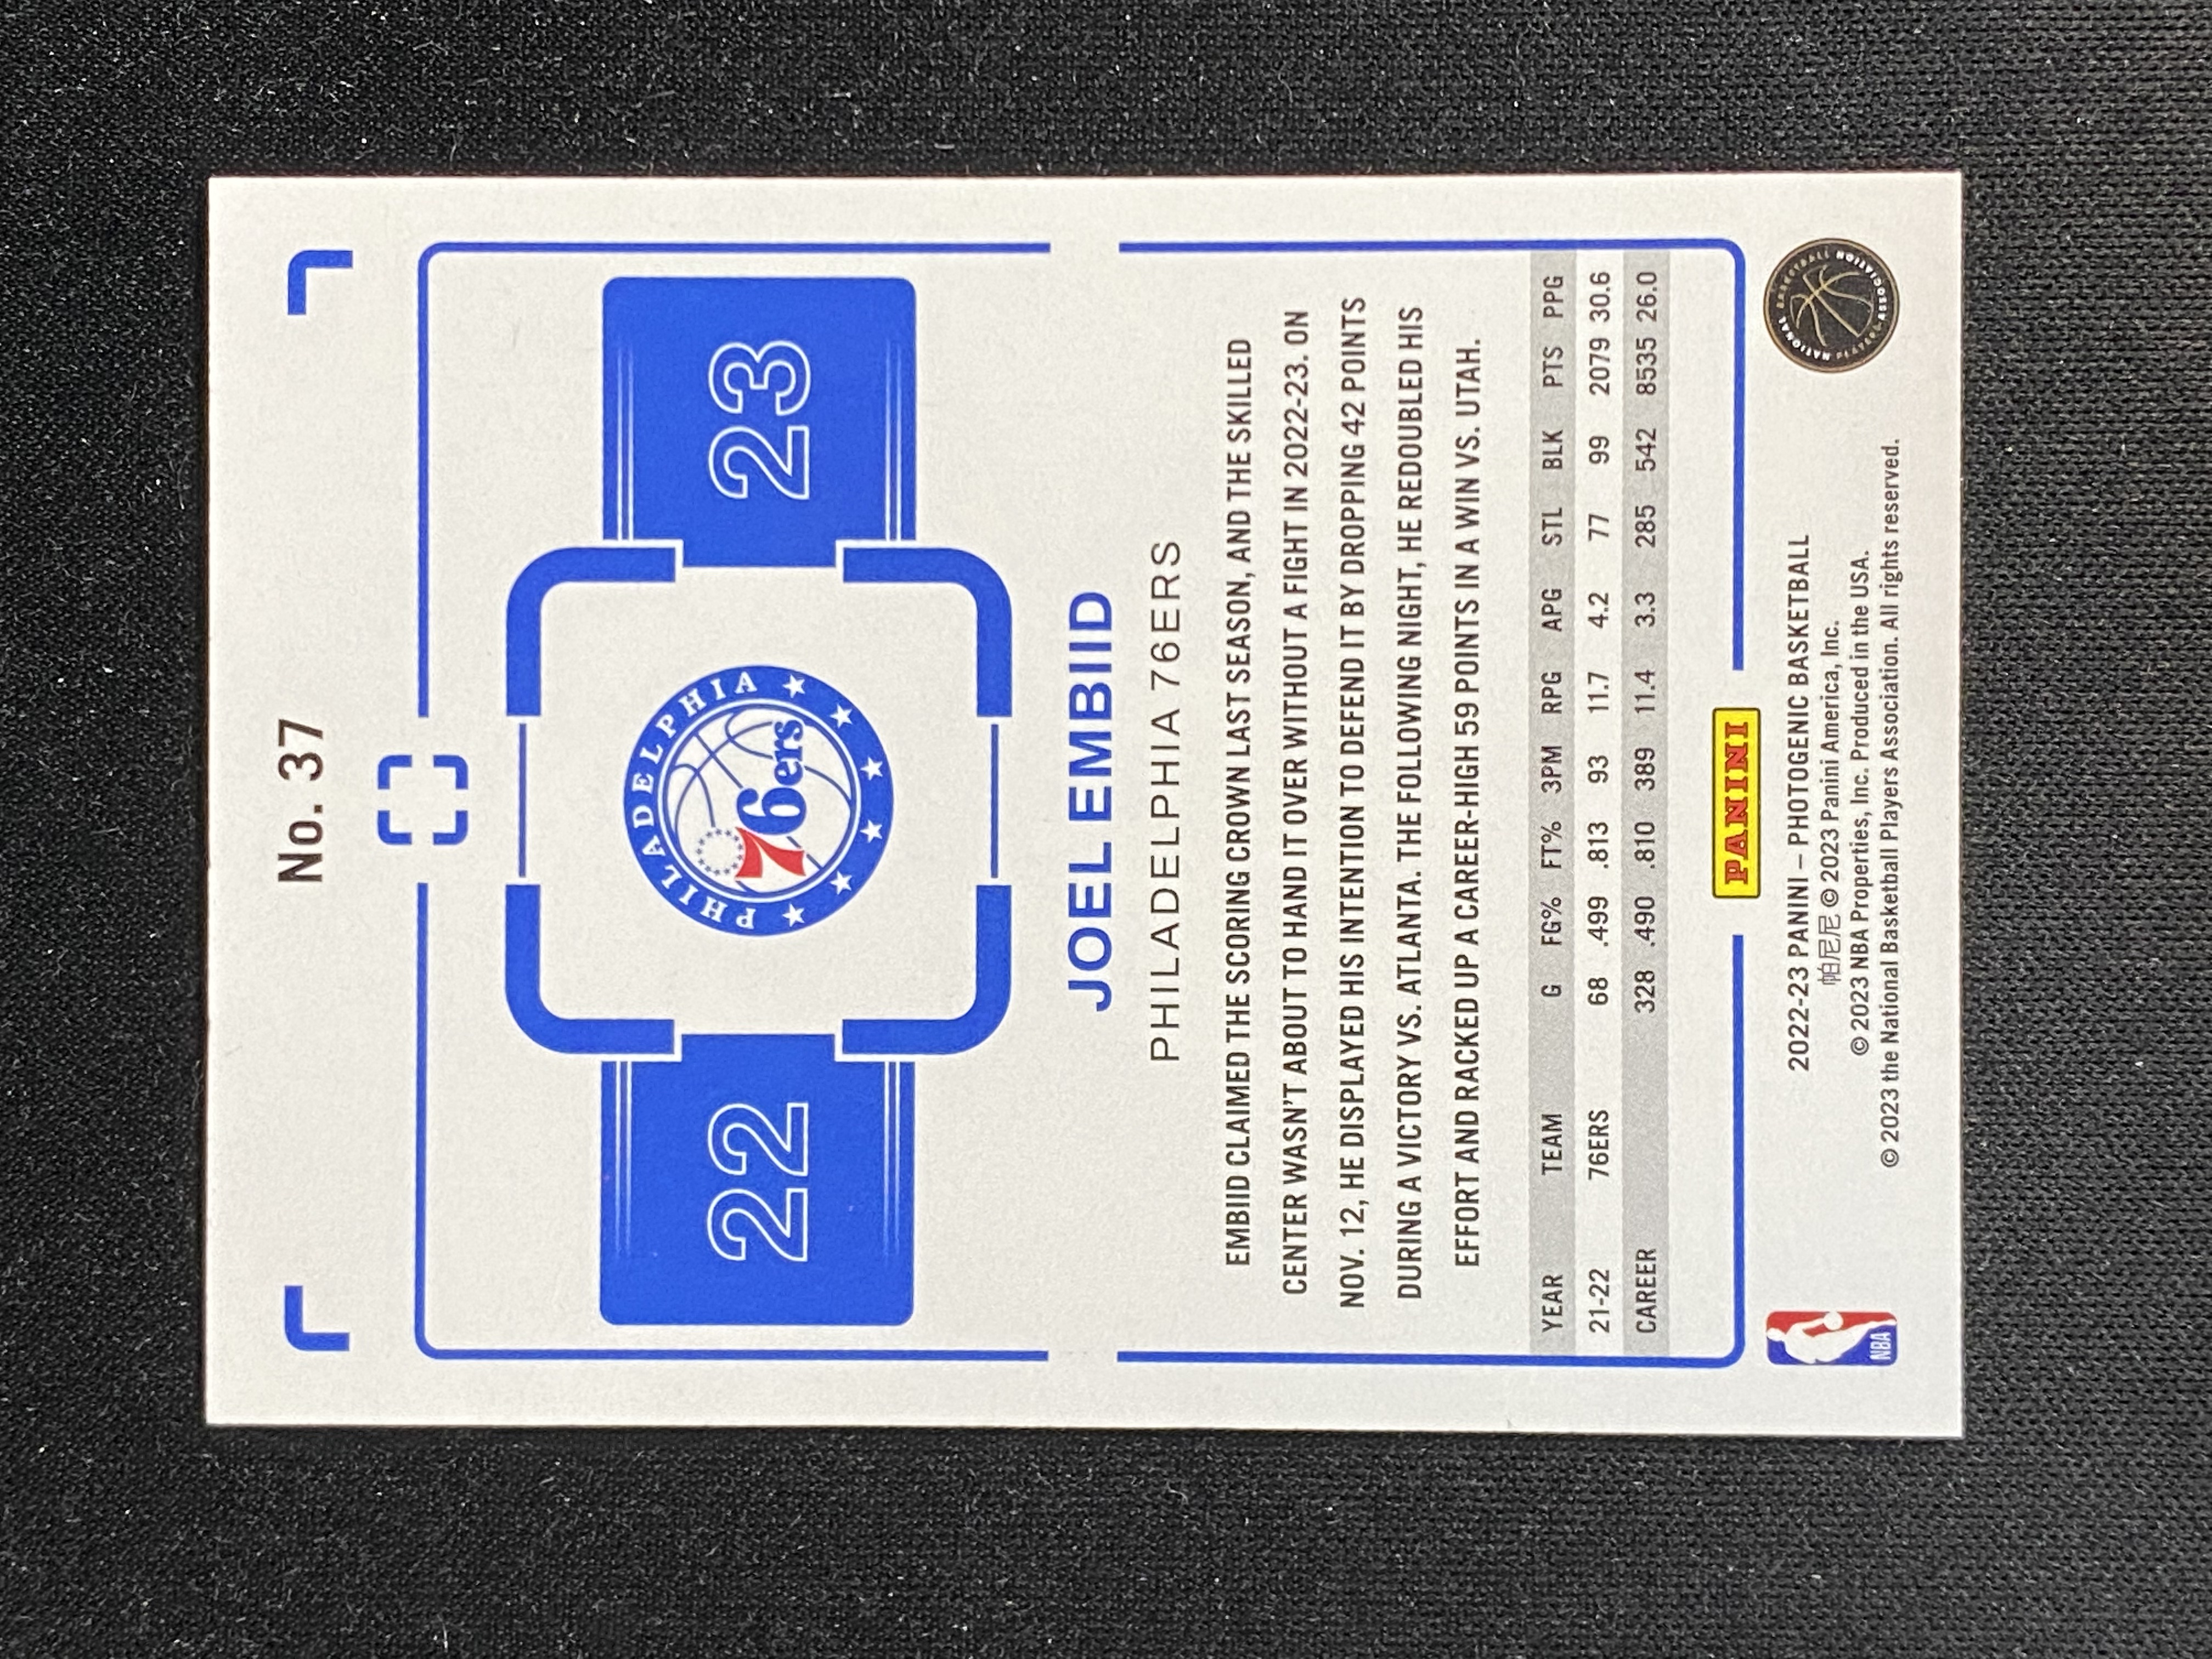 No. 37
22
PHILADELPHIA
76ers
23
JOEL EMBIID
PHILADELPHIA 76ERS
EMBIID CLAIMED THE SCORING CROWN LAST SEASON, AND THE SKILLED
CENTER WASN'T ABOUT TO HAND IT OVER WITHOUT A FIGHT IN 2022-23. ON
NOV. 12, HE DISPLAYED HIS INTENTION TO DEFEND IT BY DROPPING 42 POINTS
DURING A VICTORY VS. ATLANTA. THE FOLLOWING NIGHT, HE REDOUBLED HIS
EFFORT AND RACKED UP A CAREER-HIGH 59 POINTS IN A WIN VS. UTAH.
YEAR TEAM G FG% FT% 3PM RPG APG STL BLK PTS PPG
21-22 76ERS 68 .499 .813 93 11.7 4.2 77 99 2079 30.6
CAREER 328 .490 .810 389 11.4 3.3 285 542 8535 26.0
PANINI
NBA
2022-23 PANINI – PHOTOGENIC BASKETBALL
帕尼尼 © 2023 Panini America, Inc.
© 2023 NBA Properties, Inc. Produced in the USA.
© 2023 the National Basketball Players Association. All rights reserved.
NATIONAL BASKETBALL
PLAYERS ASSOCIATION